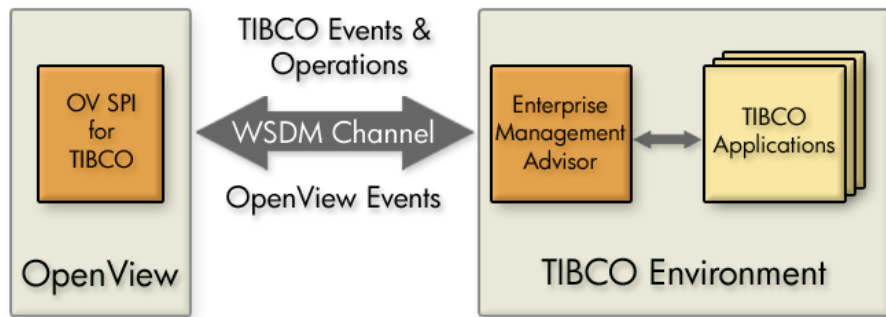 OV SPI
for
TIBCO
OpenView
TIBCO Events &
Operations
WSDM Channel
OpenView Events
Enterprise
Management
Advisor
TIBCO
Applications
TIBCO Environment